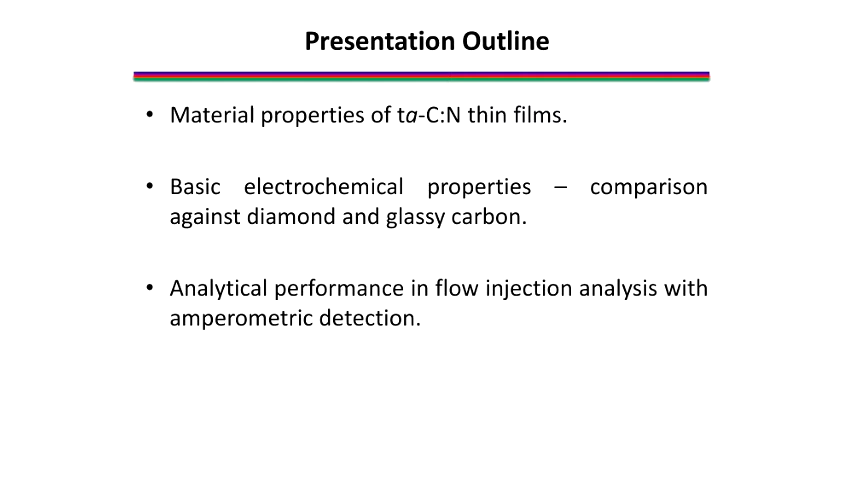 Presentation Outline
• Material properties of ta-C:N thin films.
• Basic electrochemical properties – comparison
against diamond and glassy carbon.
• Analytical performance in flow injection analysis with
amperometric detection.